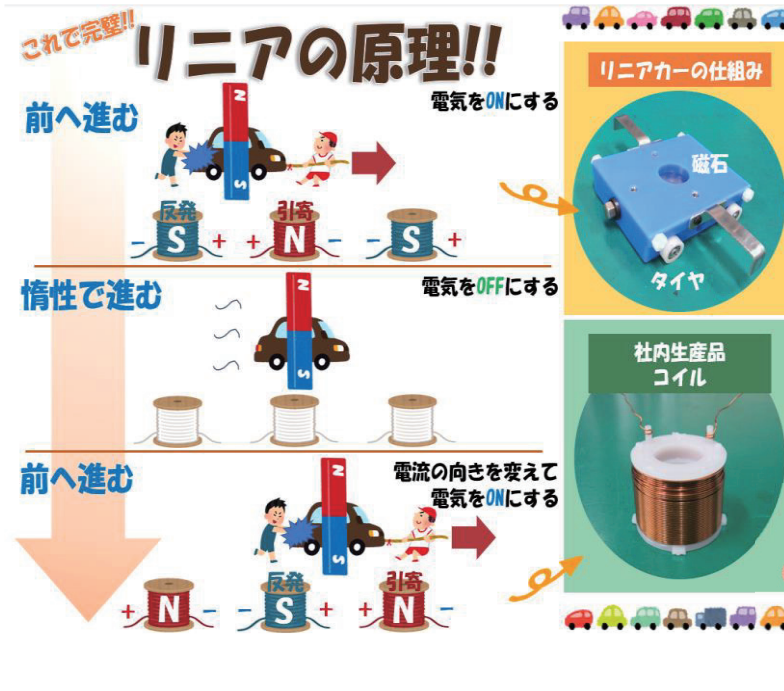 これで完璧!!
リニアの原理!!
前へ進む
電気をONにする
N
S
反発
引寄
- S + + N - - S +
惰性で進む
電気をOFFにする
N
S
前へ進む
電流の向きを変えて
電気をONにする
N
S
反発
引寄
+ N - - S + + N -
リニアカーの仕組み
磁石
タイヤ
社内生産品
コイル